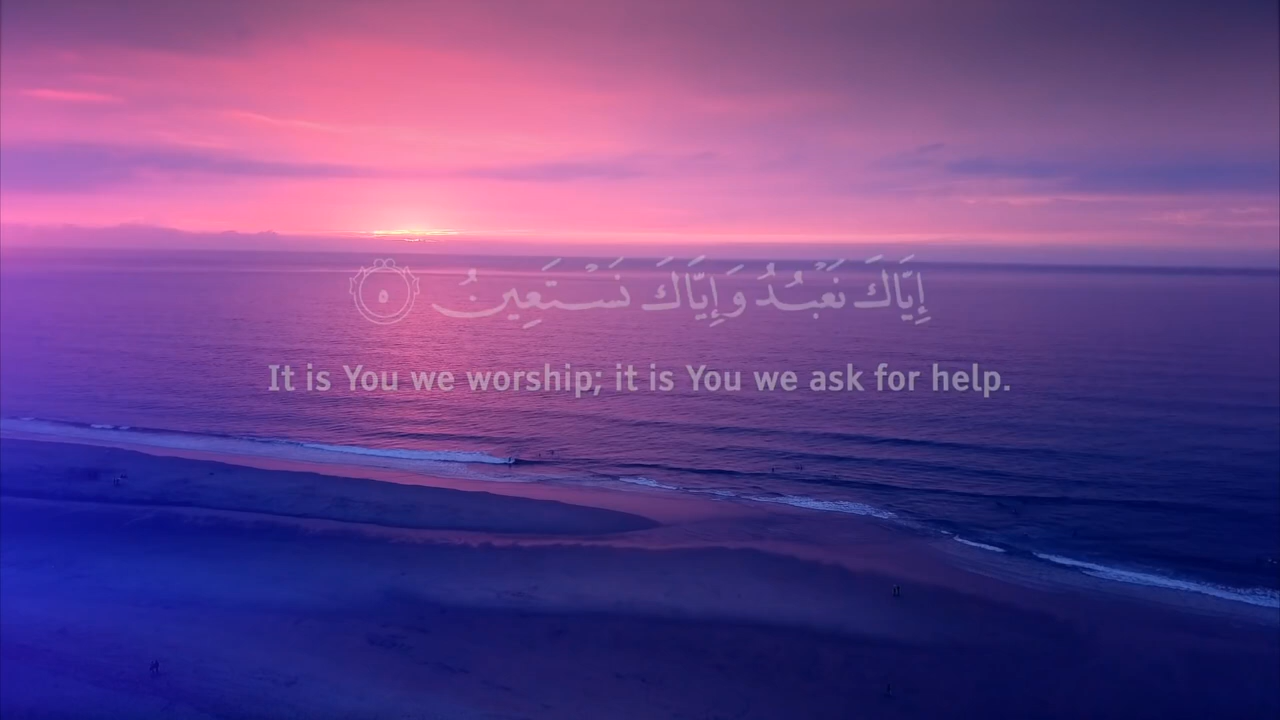 إِيَّاكَ نَعْبُدُ وَإِيَّاكَ نَسْتَعِينُ ٥
It is You we worship; it is You we ask for help.